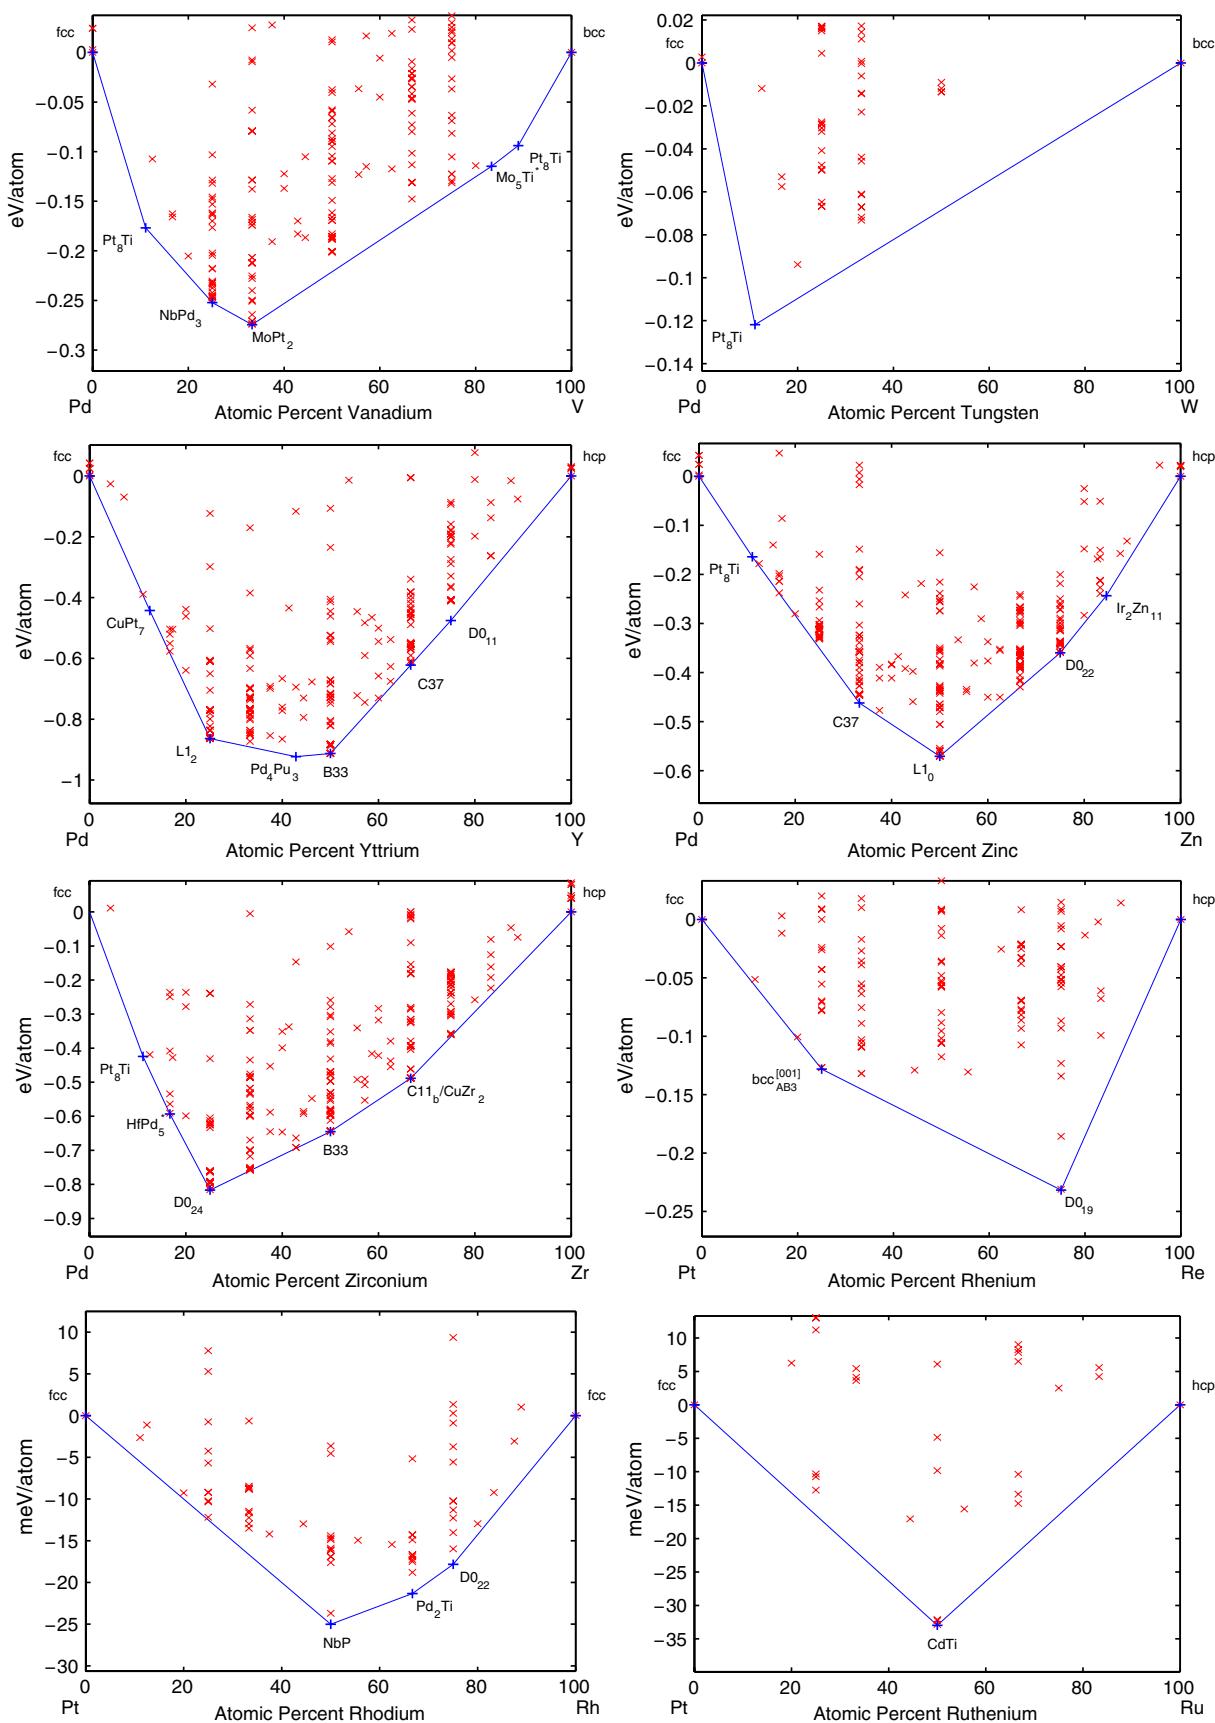 fcc
bcc
0
−0.05
−0.1
−0.15
−0.2
−0.25
−0.3
eV/atom
Pt8Ti
NbPd3
MoPt2
Mo5Ti*
Pt8Ti
0 20 40 60 80 100
Pd Atomic Percent Vanadium V
0.02
fcc
bcc
0
−0.02
−0.04
−0.06
−0.08
−0.1
−0.12
−0.14
eV/atom
Pt8Ti
0 20 40 60 80 100
Pd Atomic Percent Tungsten W
fcc
hcp
0
−0.2
−0.4
−0.6
−0.8
−1
eV/atom
CuPt7
L12
Pd4Pu3
B33
C37
D011
0 20 40 60 80 100
Pd Atomic Percent Yttrium Y
fcc
hcp
0
−0.1
−0.2
−0.3
−0.4
−0.5
−0.6
eV/atom
Pt8Ti
C37
L10
D022
Ir2Zn11
0 20 40 60 80 100
Pd Atomic Percent Zinc Zn
fcc
hcp
0
−0.1
−0.2
−0.3
−0.4
−0.5
−0.6
−0.7
−0.8
−0.9
eV/atom
Pt8Ti
HfPd5*
D024
B33
C11b/CuZr2
0 20 40 60 80 100
Pd Atomic Percent Zirconium Zr
fcc
hcp
0
−0.05
−0.1
−0.15
−0.2
−0.25
eV/atom
bcc[001]AB3
D019
0 20 40 60 80 100
Pt Atomic Percent Rhenium Re
10
5
fcc
fcc
0
−5
−10
−15
−20
−25
−30
meV/atom
NbP
Pd2Ti
D022
0 20 40 60 80 100
Pt Atomic Percent Rhodium Rh
10
5
fcc
hcp
0
−5
−10
−15
−20
−25
−30
−35
meV/atom
CdTi
0 20 40 60 80 100
Pt Atomic Percent Ruthenium Ru